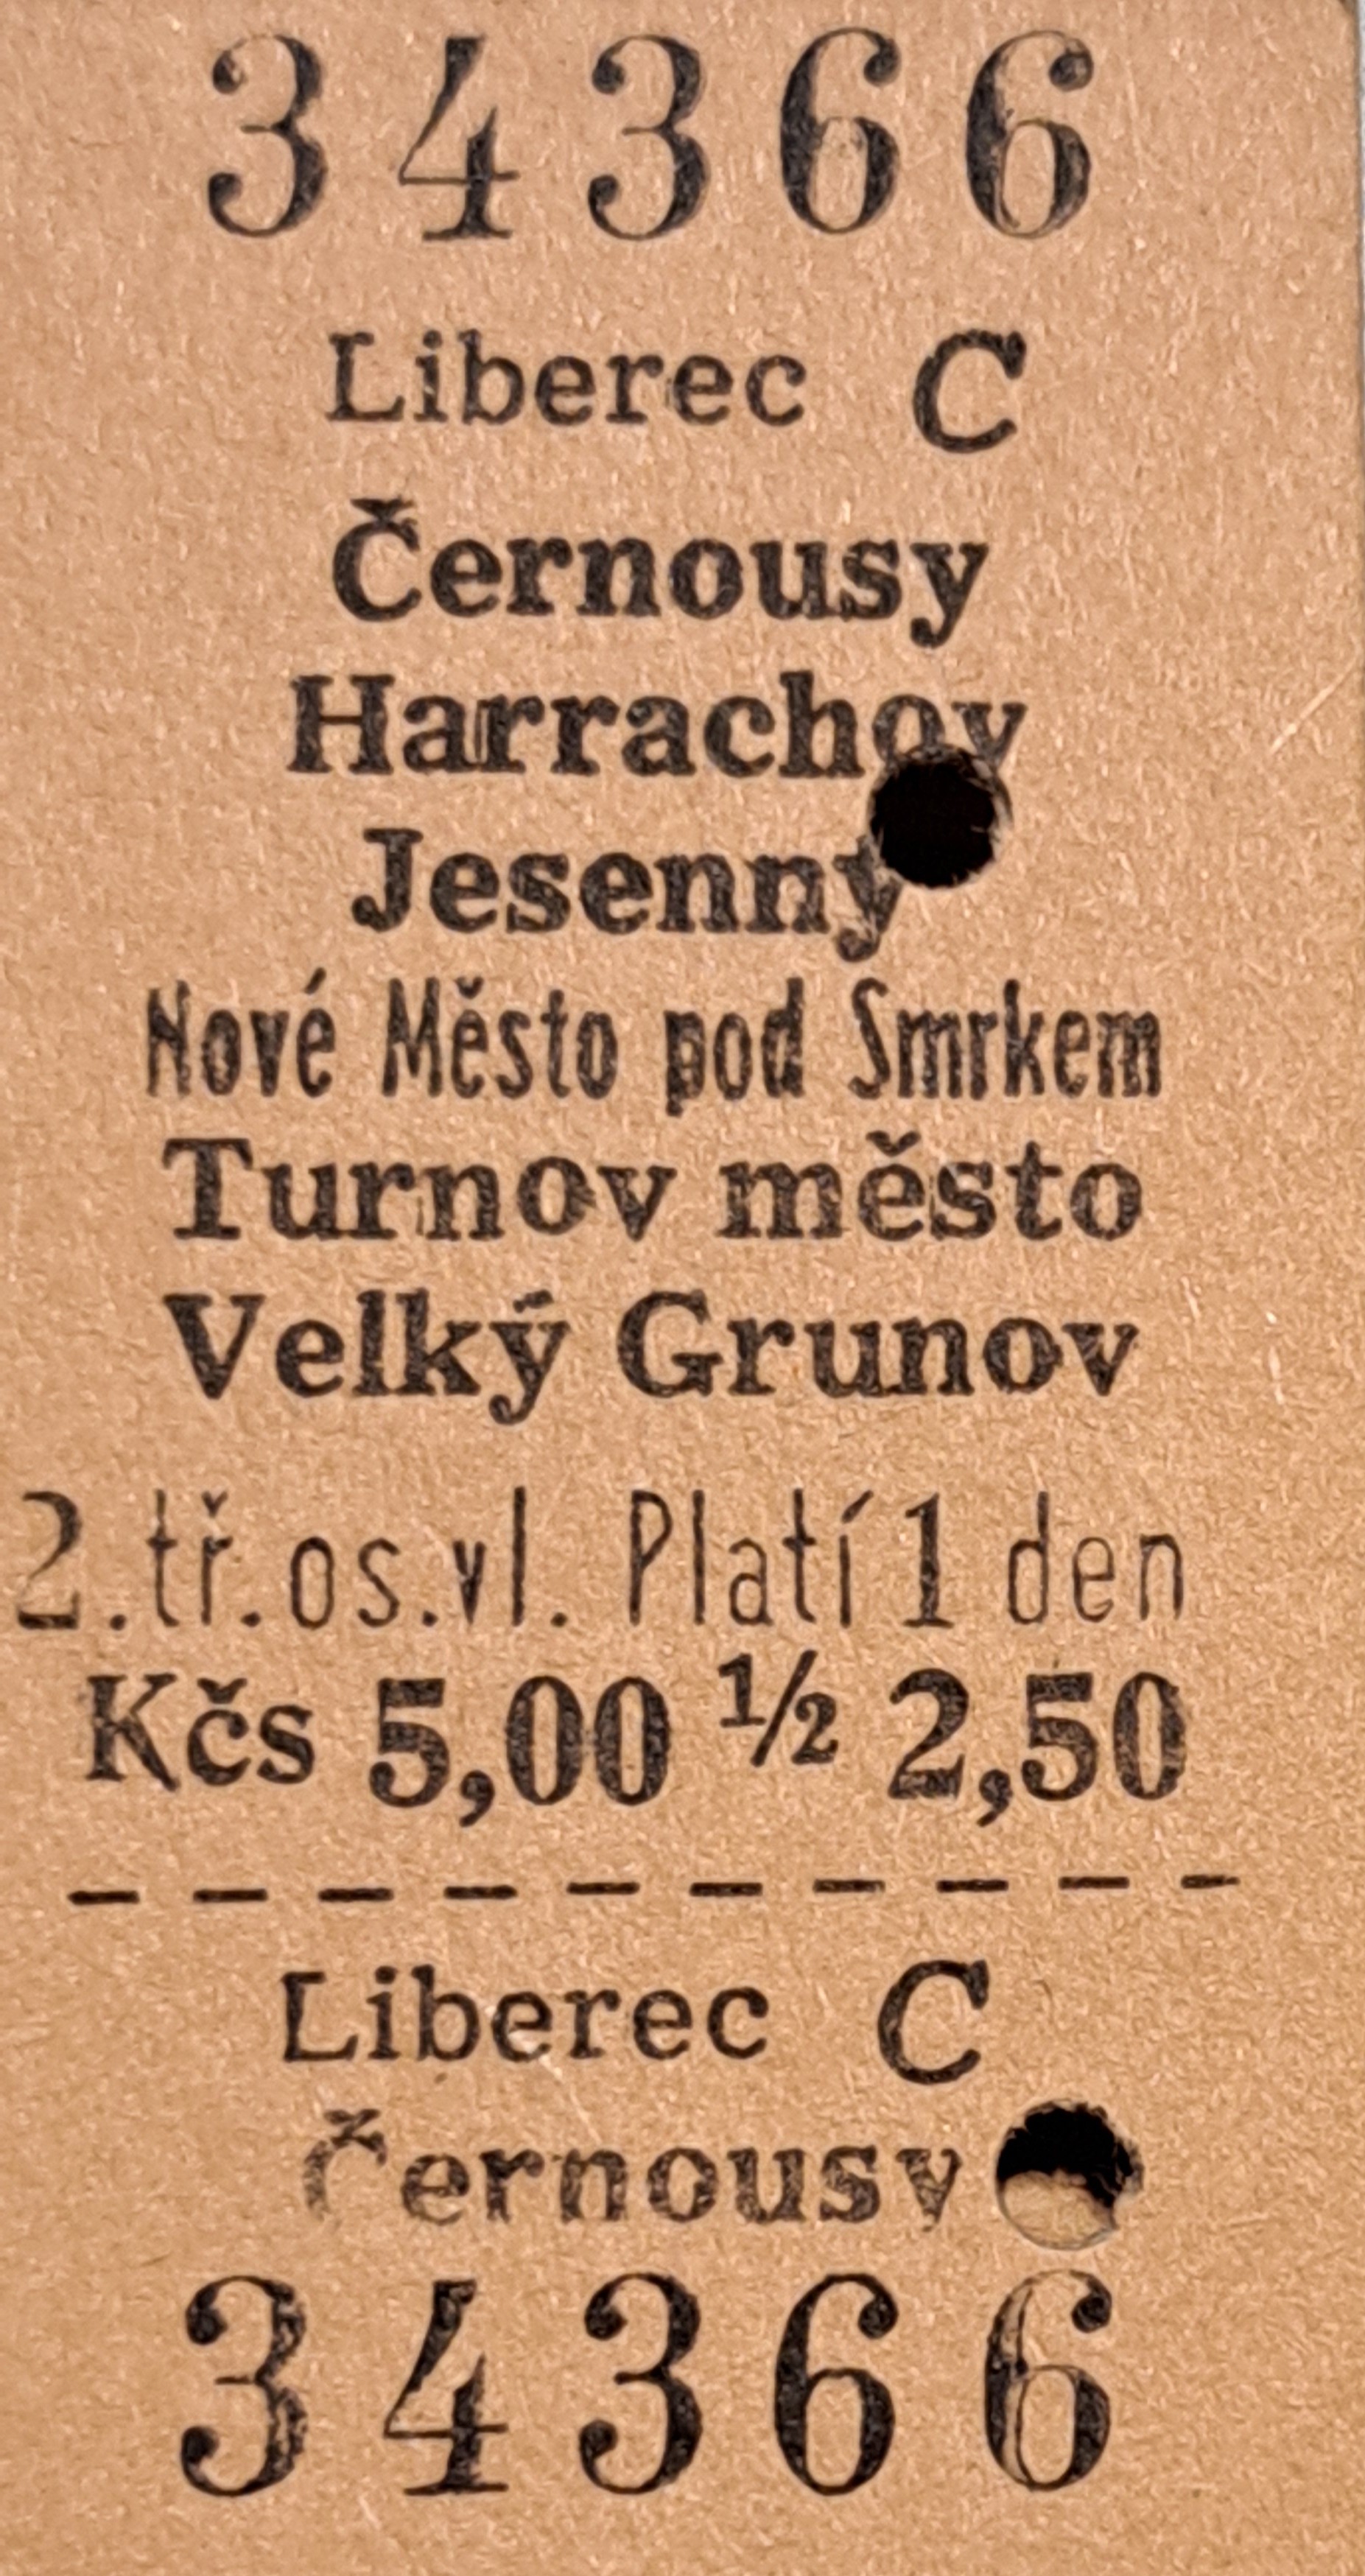 34366
Liberec C
Černousy
Harrachov
Jesenný
Nové Město pod Smrkem
Turnov město
Velký Grunov
2.tř.os.vl. Platí 1 den
Kčs 5,00 ½ 2,50
Liberec C
Černousy
34366